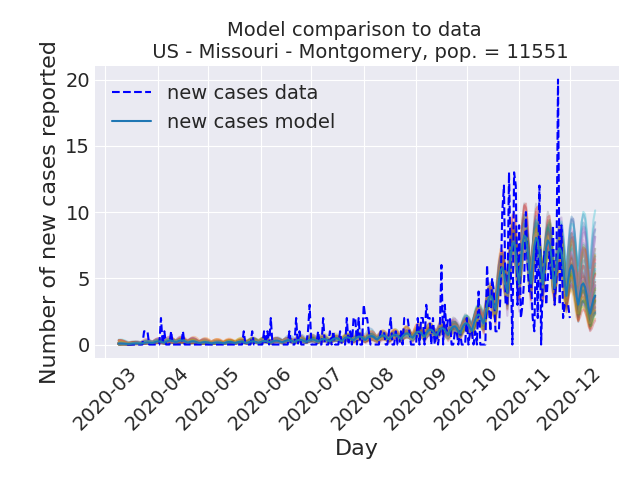 Model comparison to data
US - Missouri - Montgomery, pop. = 11551
new cases data
new cases model
Number of new cases reported
20
15
10
5
0
2020-03
2020-04
2020-05
2020-06
2020-07
2020-08
2020-09
2020-10
2020-11
2020-12
Day